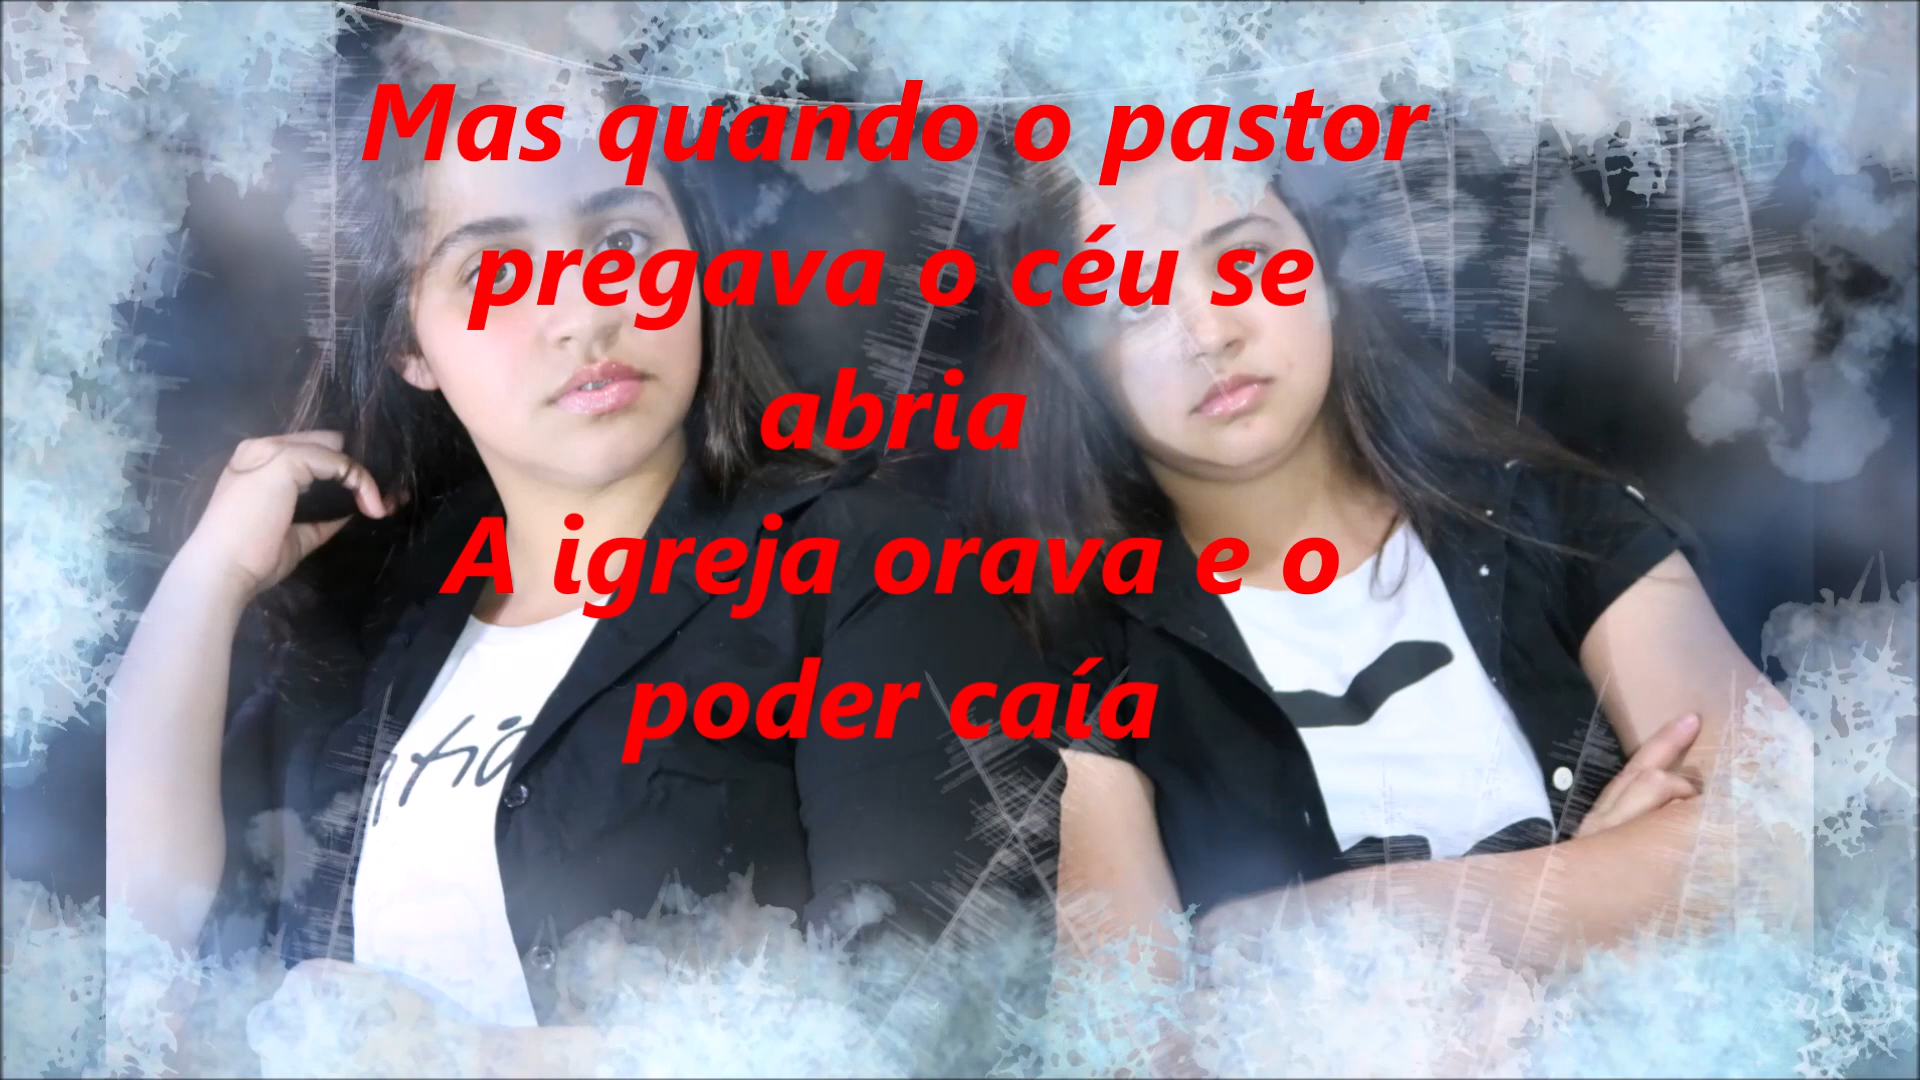 Mas quando o pastor
pregava o céu se
abria
A igreja orava e o
poder caía